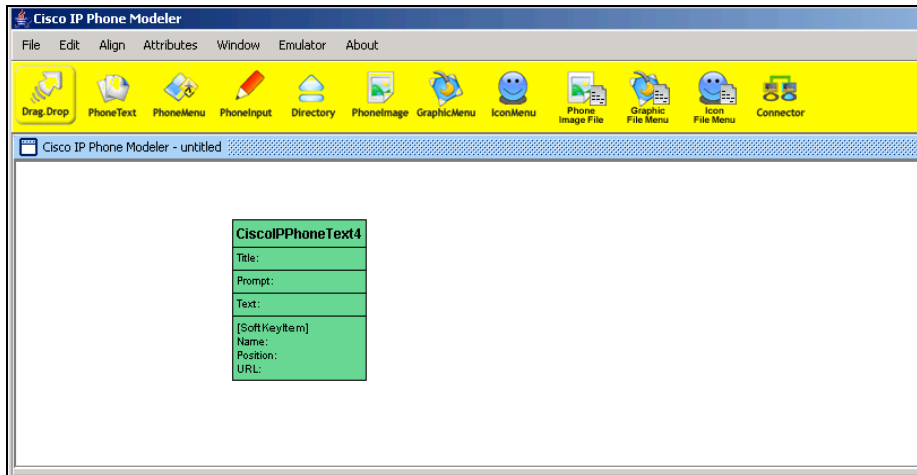 Cisco IP Phone Modeler
File Edit Align Attributes Window Emulator About
Drag.Drop PhoneText PhoneMenu PhoneInput Directory PhoneImage GraphicMenu IconMenu Phone Image File Graphic File Menu Icon File Menu Connector
Cisco IP Phone Modeler - untitled
CiscoIPPhoneText4
Title:
Prompt:
Text:
[SoftKeyItem]
Name:
Position:
URL: